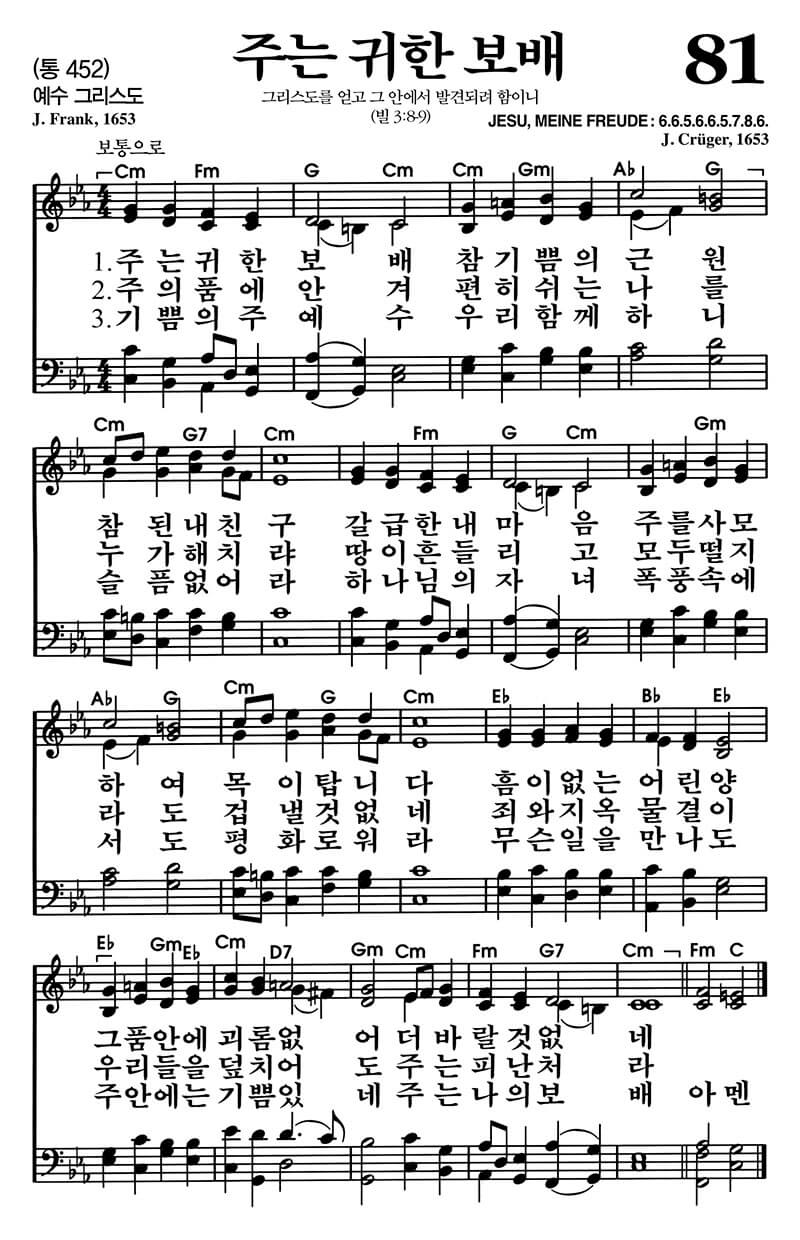 (통 452)
주는 귀한 보배
81
예수 그리스도
그리스도를 얻고 그 안에서 발견되려 함이니
(빌 3:8-9)
J. Frank, 1653
JESU, MEINE FREUDE : 6.6.5.6.6.5.7.8.6.
J. Crüger, 1653
보통으로
Cm Fm G Cm Cm Gm Ab G
4/4
1.주 는 귀 한 보 배 참 기 쁨 의 근 원
2.주 의 품 에 안 겨 편 히 쉬 는 나 를
3.기 쁨 의 주 예 수 우 리 함 께 하 니
4/4
Cm G7 Cm Fm G Cm Gm
참 된 내 친 구 갈 급 한 내 마 음 주 를 사 모
누 가 해 치 랴 땅 이 흔 들 리 고 모 두 떨 지
슬 픔 없 어 라 하 나 님 의 자 녀 폭 풍 속 에
Ab G Cm G Cm Eb Bb Eb
하 여 목 이 탑 니 다 흠 이 없 는 어 린 양
라 도 겁 낼 것 없 네 죄 와 지 옥 물 결 이
서 도 평 화 로 워 라 무 슨 일 을 만 나 도
Eb Gm Eb Cm D7 Gm Cm Fm G7 Cm Fm C
그 품 안 에 괴 롬 없 어 더 바 랄 것 없 네
우 리 들 을 덮 치 어 도 주 는 피 난 처 라
주 안 에 는 기 쁨 있 네 주 는 나 의 보 배 아 멘